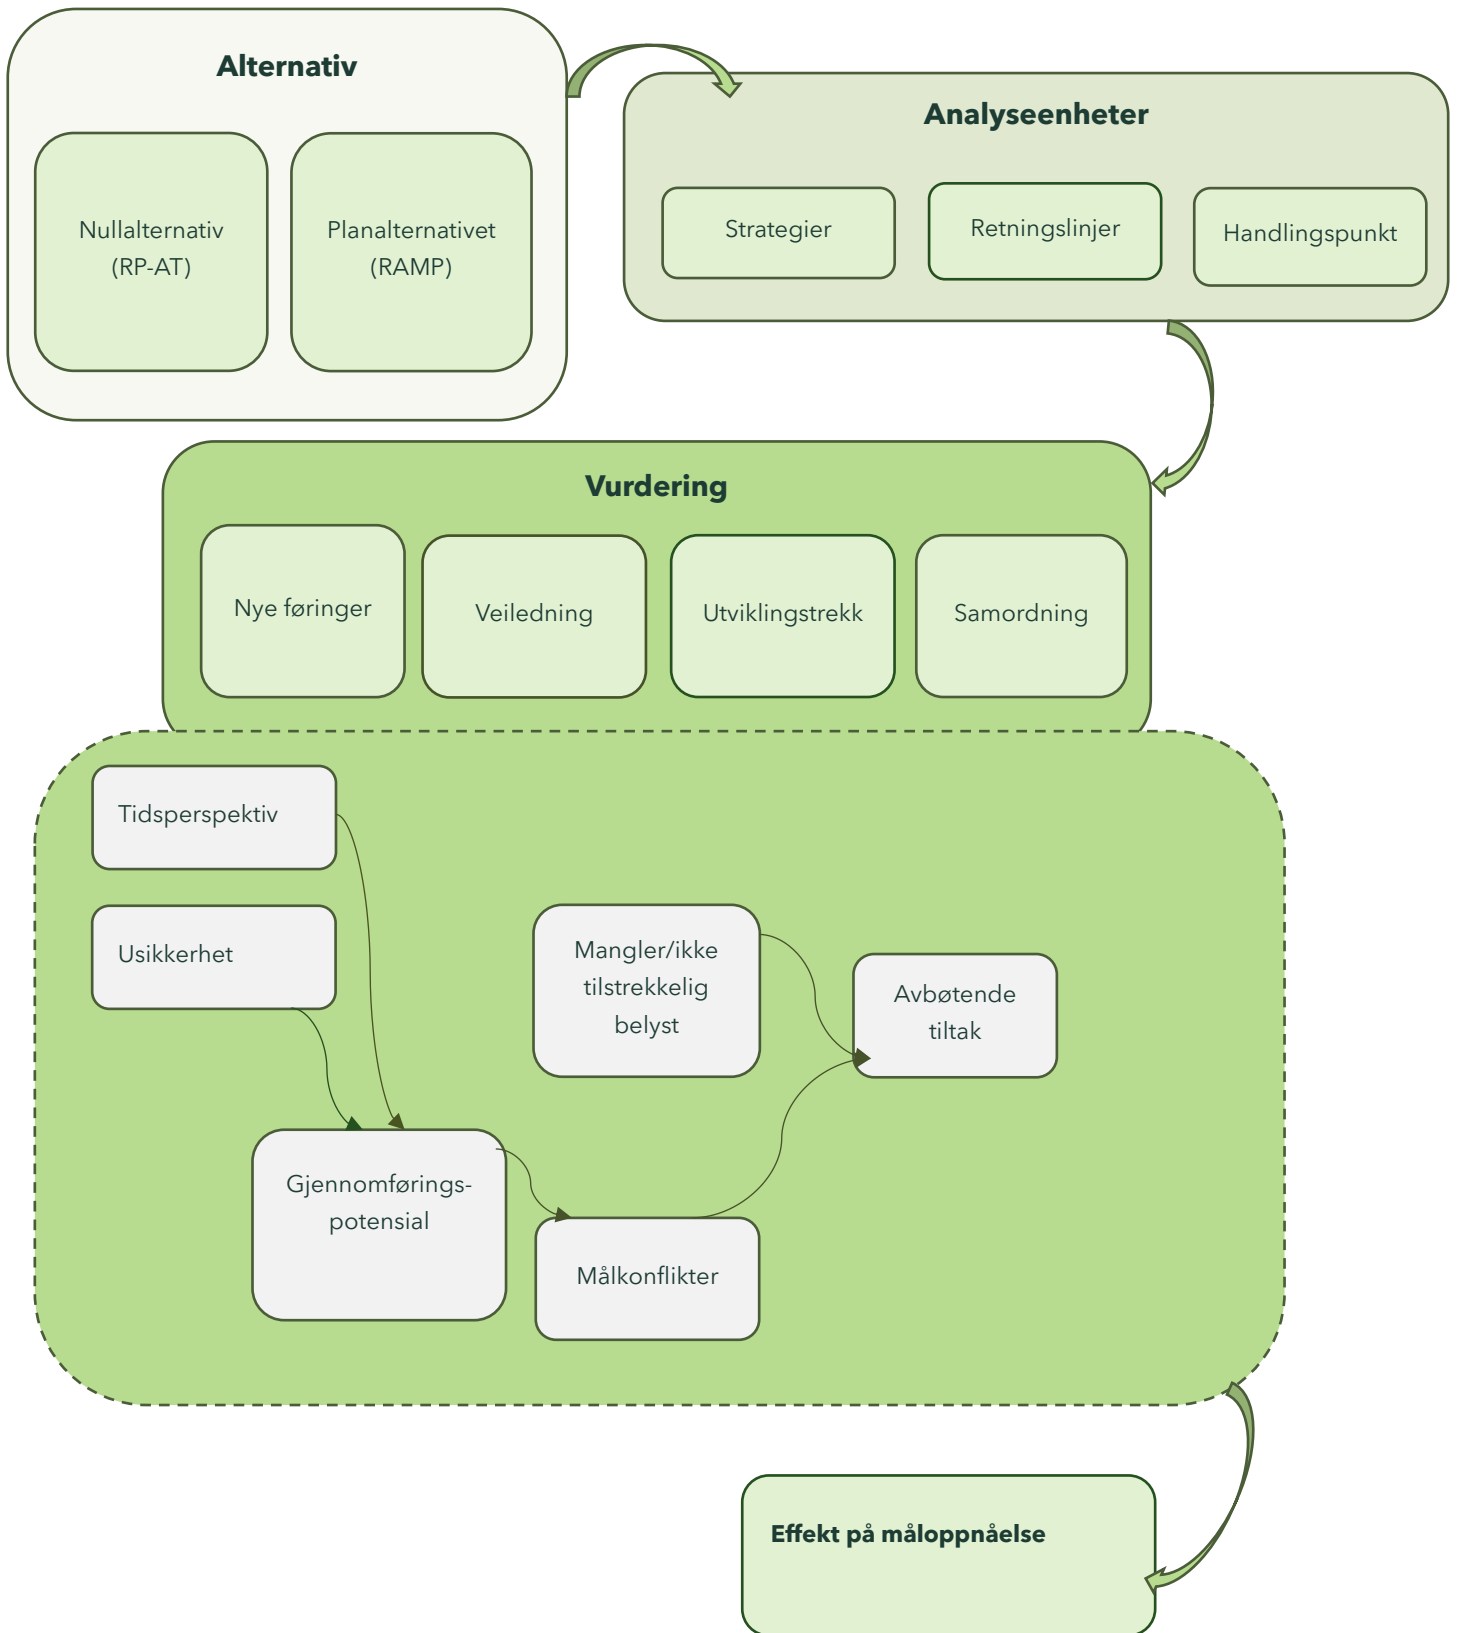 Alternativ
Nullalternativ
(RP-AT)
Planalternativet
(RAMP)
Analyseenheter
Strategier
Retningslinjer
Handlingspunkt
Vurdering
Nye føringer
Veiledning
Utviklingstrekk
Samordning
Tidsperspektiv
Usikkerhet
Mangler/ikke
tilstrekkelig
belyst
Avbøtende
tiltak
Gjennomførings-
potensial
Målkonflikter
Effekt på måloppnåelse